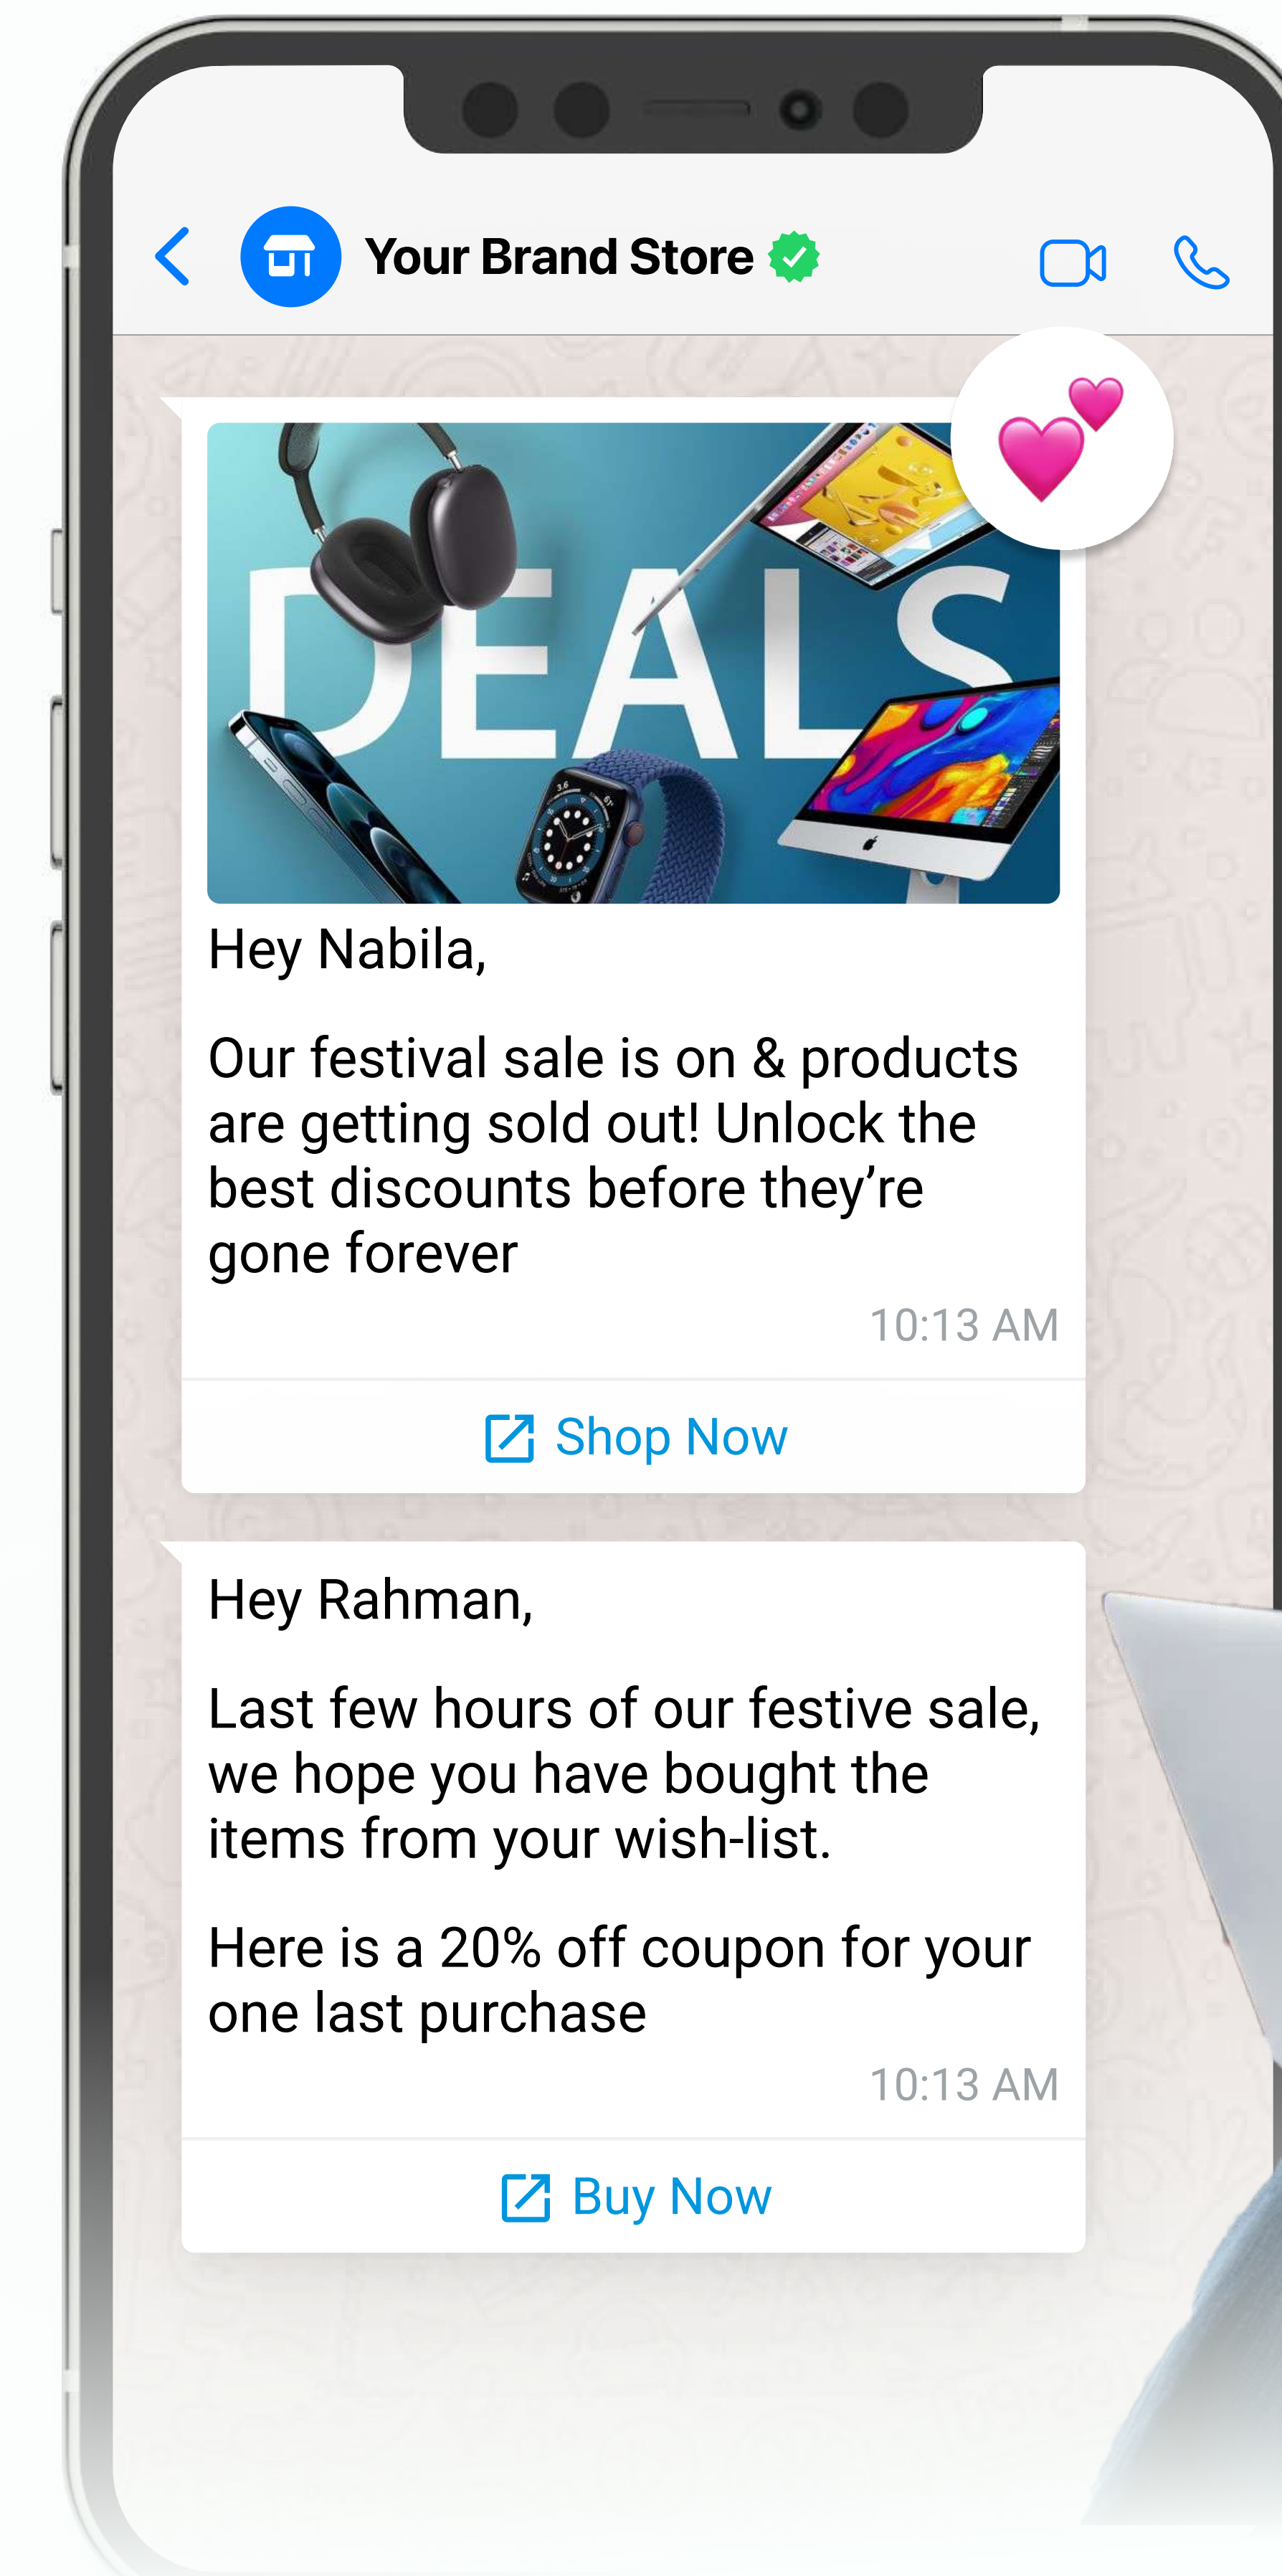 Your Brand Store
DEALS
Hey Nabila,
Our festival sale is on & products
are getting sold out! Unlock the
best discounts before they’re
gone forever
10:13 AM
Shop Now
Hey Rahman,
Last few hours of our festive sale,
we hope you have bought the
items from your wish-list.
Here is a 20% off coupon for your
one last purchase
10:13 AM
Buy Now